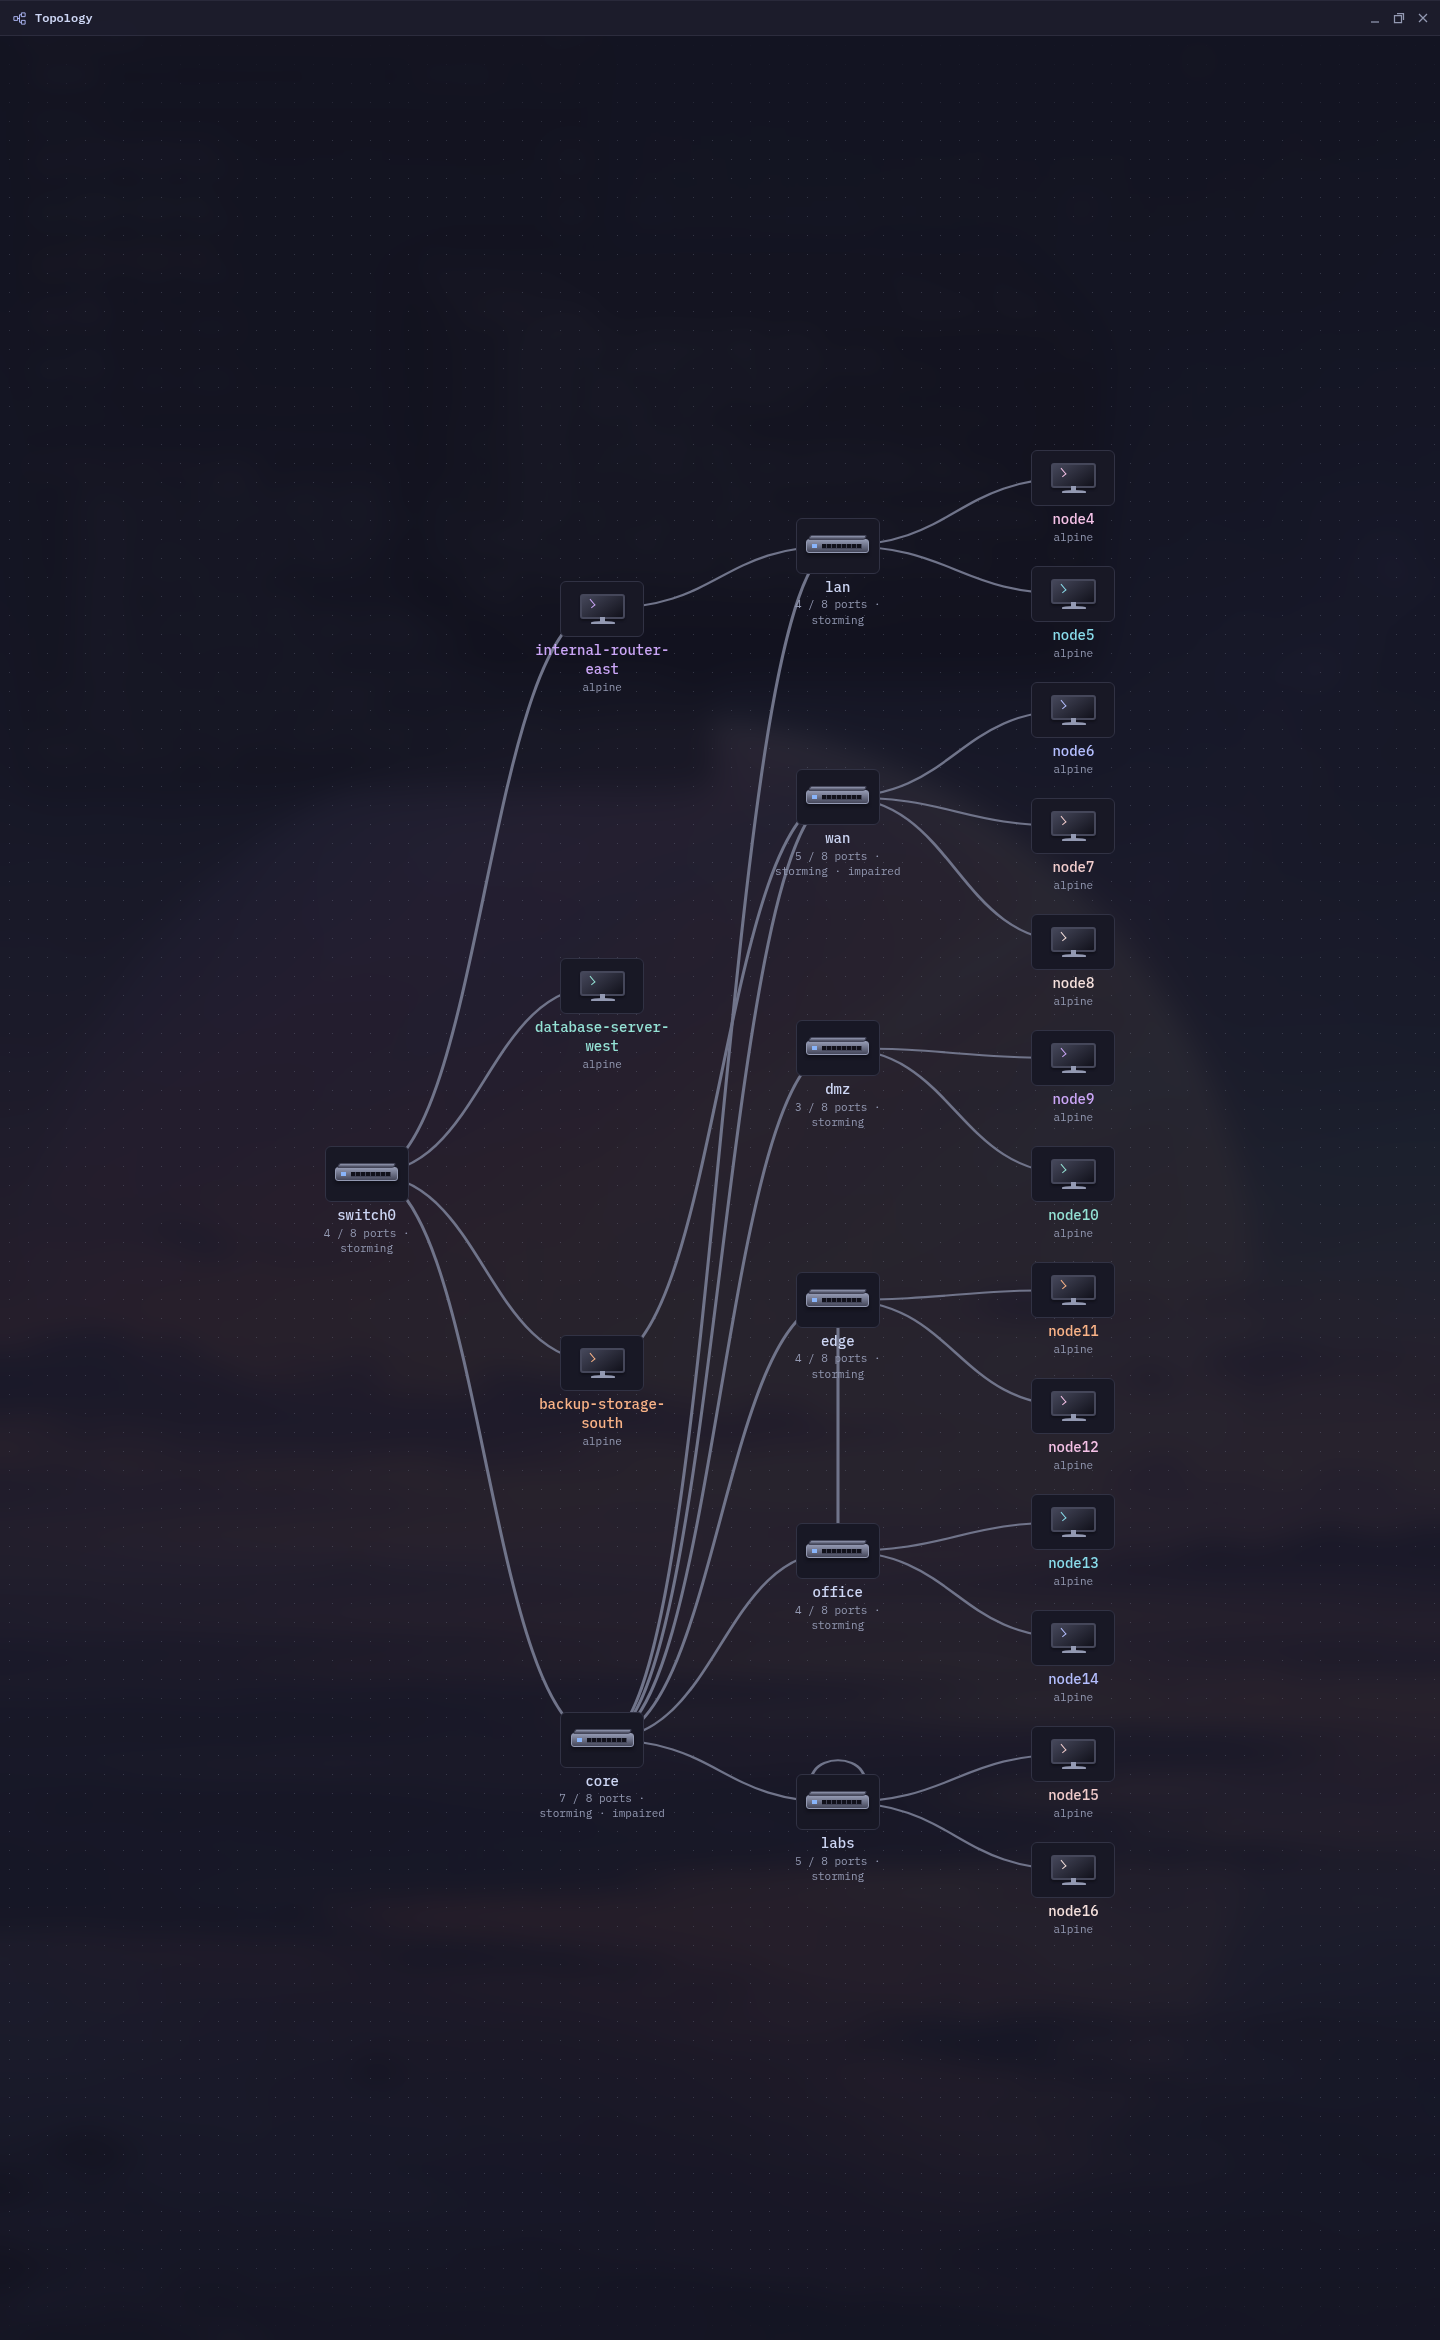 Topology
node4
alpine
lan
4 / 8 ports ·
storming
node5
alpine
internal-router-
east
alpine
node6
alpine
wan
5 / 8 ports ·
storming · impaired
node7
alpine
node8
alpine
database-server-
west
alpine
dmz
3 / 8 ports ·
storming
node9
alpine
switch0
4 / 8 ports ·
storming
node10
alpine
edge
4 / 8 ports ·
storming
node11
alpine
backup-storage-
south
alpine
node12
alpine
office
4 / 8 ports ·
storming
node13
alpine
node14
alpine
core
7 / 8 ports ·
storming · impaired
node15
alpine
labs
5 / 8 ports ·
storming
node16
alpine